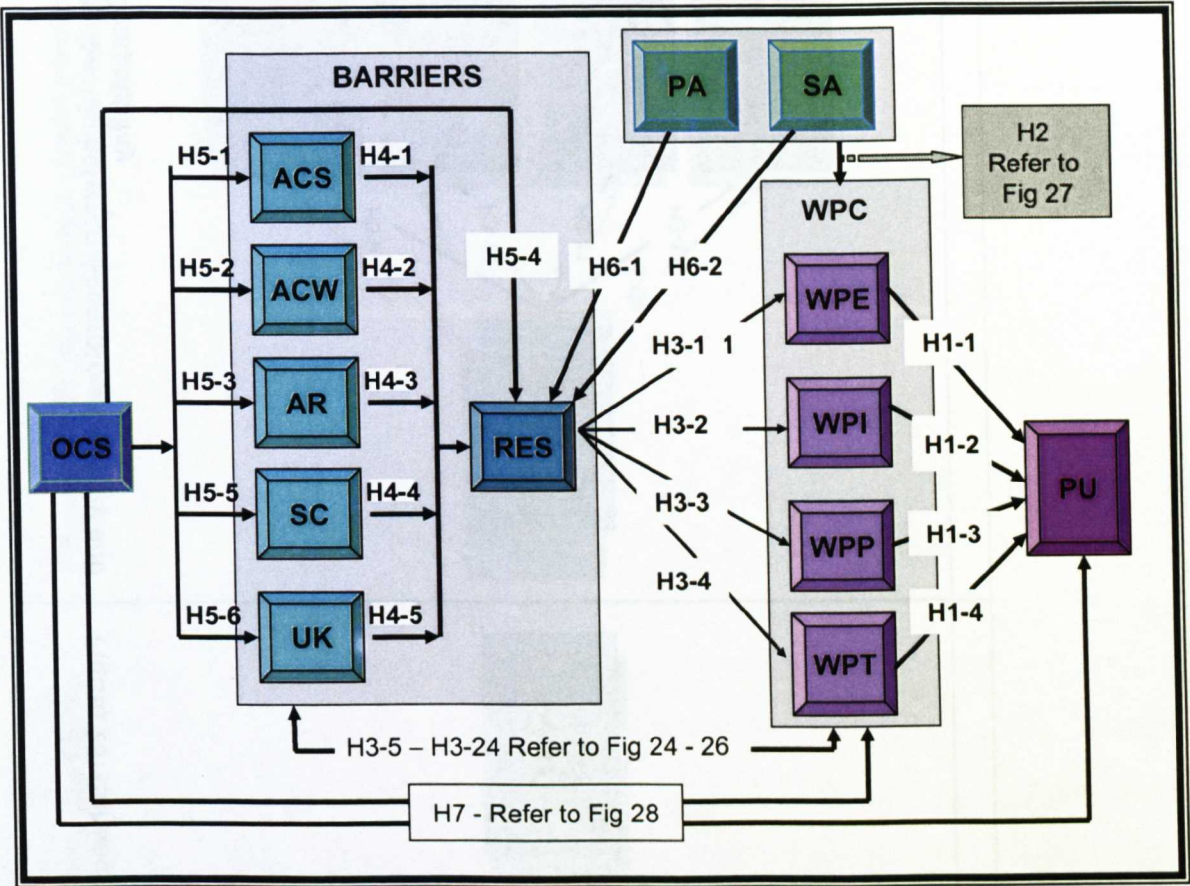 BARRIERS
PA
SA
H2
Refer to
Fig 27
H5-1
ACS
H4-1
WPC
H5-4
H6-1
H6-2
H5-2
ACW
H4-2
WPE
H3-1 1
H1-1
H5-3
AR
H4-3
OCS
RES
H3-2
WPI
H1-2
PU
H5-5
SC
H4-4
H3-3
WPP
H1-3
H3-4
H5-6
UK
H4-5
WPT
H1-4
H3-5 – H3-24 Refer to Fig 24 - 26
H7 - Refer to Fig 28